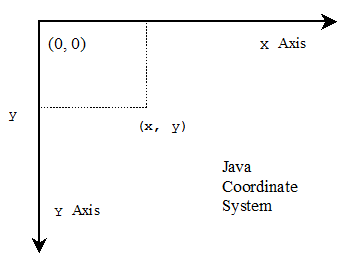 (0, 0)
x Axis
y
(x, y)
Java
Coordinate
System
Y Axis